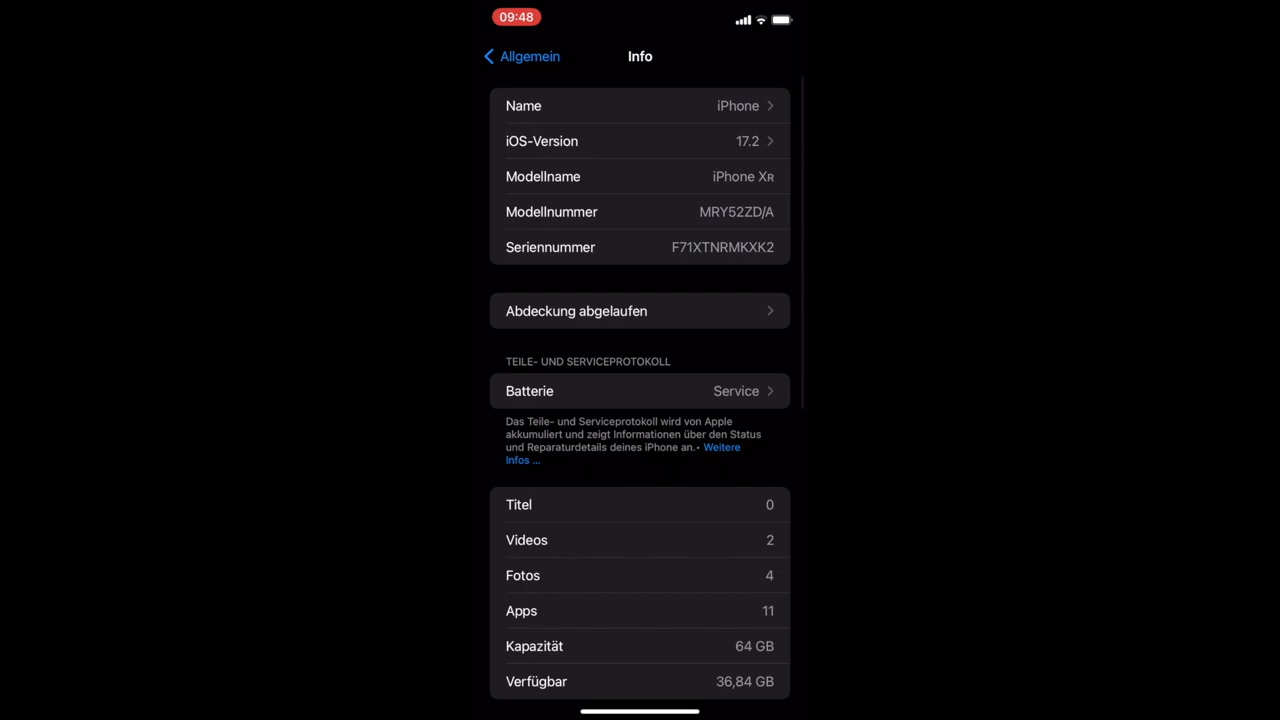 09:48
Allgemein
Info
Name iPhone
iOS-Version 17.2
Modellname iPhone XR
Modellnummer MRY52ZD/A
Seriennummer F71XTNRMKXK2
Abdeckung abgelaufen
TEILE- UND SERVICEPROTOKOLL
Batterie Service
Das Teile- und Serviceprotokoll wird von Apple
akkumuliert und zeigt Informationen über den Status
und Reparaturdetails deines iPhone an.• Weitere
Infos ...
Titel 0
Videos 2
Fotos 4
Apps 11
Kapazität 64 GB
Verfügbar 36,84 GB